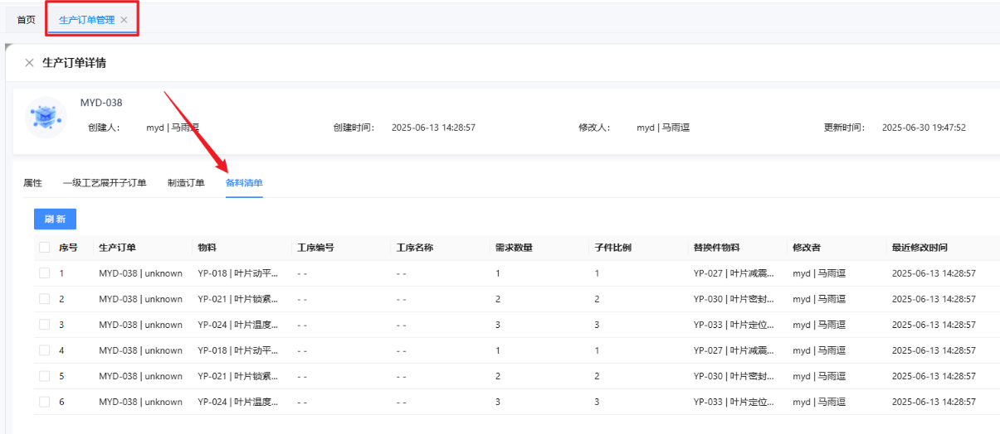 首页 生产订单管理
生产订单详情
MYD-038
创建人: myd | 马雨逗 创建时间: 2025-06-13 14:28:57 修改人: myd | 马雨逗 更新时间: 2025-06-30 19:47:52
属性 一级工艺展开子订单 制造订单 备料清单
刷 新
序号 生产订单 物料 工序编号 工序名称 需求数量 子件比例 替换件物料 修改者 最近修改时间
1 MYD-038 | unknown YP-018 | 叶片动平... - - - - 1 1 YP-027 | 叶片减震... myd | 马雨逗 2025-06-13 14:28:57
2 MYD-038 | unknown YP-021 | 叶片锁紧... - - - - 2 2 YP-030 | 叶片密封... myd | 马雨逗 2025-06-13 14:28:57
3 MYD-038 | unknown YP-024 | 叶片温度... - - - - 3 3 YP-033 | 叶片定位... myd | 马雨逗 2025-06-13 14:28:57
4 MYD-038 | unknown YP-018 | 叶片动平... - - - - 1 1 YP-027 | 叶片减震... myd | 马雨逗 2025-06-13 14:28:57
5 MYD-038 | unknown YP-021 | 叶片锁紧... - - - - 2 2 YP-030 | 叶片密封... myd | 马雨逗 2025-06-13 14:28:57
6 MYD-038 | unknown YP-024 | 叶片温度... - - - - 3 3 YP-033 | 叶片定位... myd | 马雨逗 2025-06-13 14:28:57